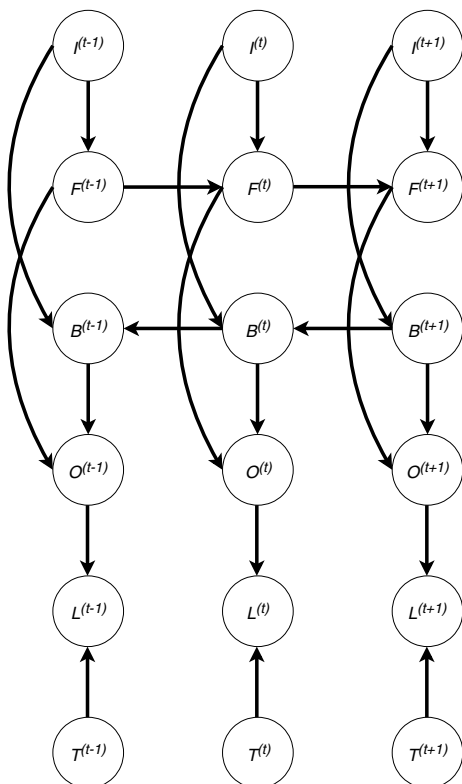 I(t-1) I(t) I(t+1)
F(t-1) F(t) F(t+1)
B(t-1) B(t) B(t+1)
O(t-1) O(t) O(t+1)
L(t-1) L(t) L(t+1)
T(t-1) T(t) T(t+1)